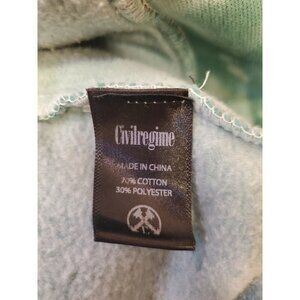 Civilregime
MADE IN CHINA
70% COTTON
30% POLYESTER